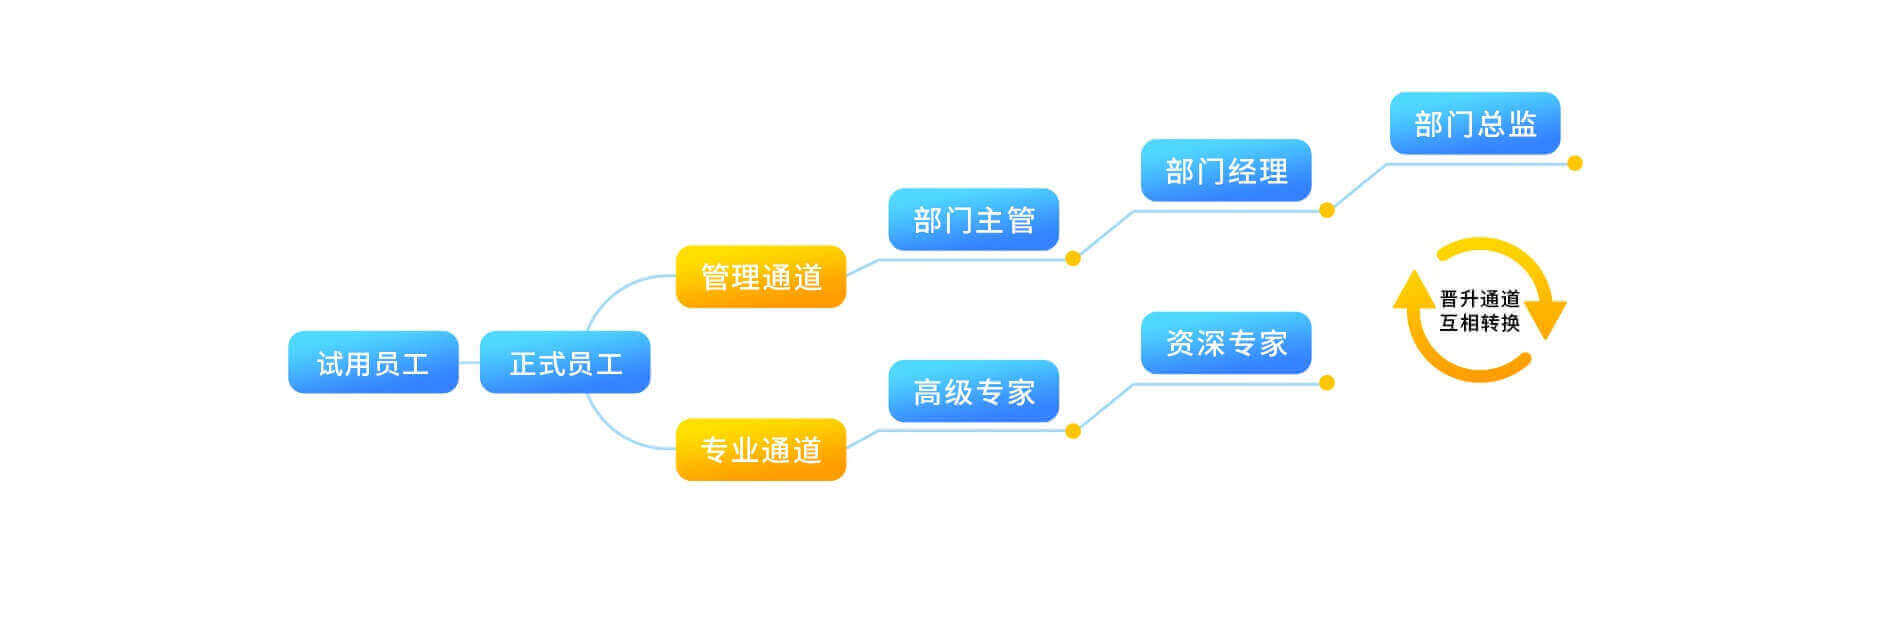 试用员工
正式员工
管理通道
部门主管
部门经理
部门总监
专业通道
高级专家
资深专家
晋升通道
互相转换